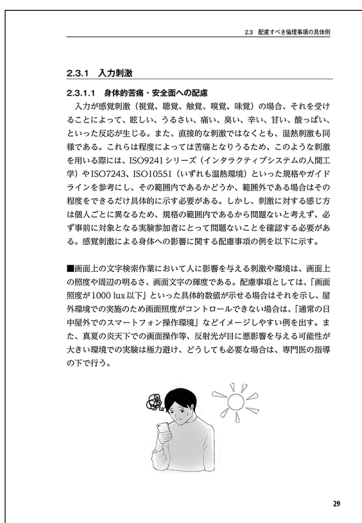 2.3 配慮すべき倫理事項の具体例
2.3.1 入力刺激
2.3.1.1 身体的苦痛・安全面への配慮
入力が感覚刺激（視覚、聴覚、触覚、嗅覚、味覚）の場合、それを受け
ることによって、眩しい、うるさい、痛い、臭い、辛い、甘い、酸っぱい、
といった反応が生じる。また、直接的な刺激ではなくとも、温熱刺激も同
様である。これらは程度によっては苦痛となりうるため、このような刺激
を用いる際には、ISO9241シリーズ（インタラクティブシステムの人間工
学）やISO7243、ISO10551（いずれも温熱環境）といった規格やガイド
ラインを参考にし、その範囲内であるかどうか、範囲外である場合はその
程度をできるだけ具体的に示す必要がある。しかし、刺激に対する感じ方
は個人ごとに異なるため、規格の範囲内であるから問題ないと考えず、必
ず事前に対象となる実験参加者にとって問題ないことを確認する必要があ
る。感覚刺激による身体への影響に関する配慮事項の例を以下に示す。
■画面上の文字検索作業において人に影響を与える刺激や環境は、画面上
の照度や周辺の明るさ、画面文字の輝度である。配慮事項としては、「画面
照度が1000 lux以下」といった具体的数値が示せる場合はそれを示し、屋
外環境での実施のため画面照度がコントロールできない場合は、「通常の日
中屋外でのスマートフォン操作環境」などイメージしやすい例を出す。ま
た、真夏の炎天下での画面操作等、反射光が目に悪影響を与える可能性が
大きい環境での実験は極力避け、どうしても必要な場合は、専門医の指導
の下で行う。
29